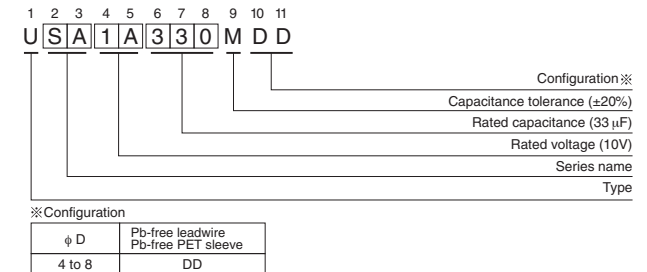 1 2 3 4 5 6 7 8 9 10 11
U S A 1 A 3 3 0 M D D
Configuration※
Capacitance tolerance (±20%)
Rated capacitance (33 μF)
Rated voltage (10V)
Series name
Type
※Configuration
φ D Pb-free leadwire
Pb-free PET sleeve
4 to 8 DD